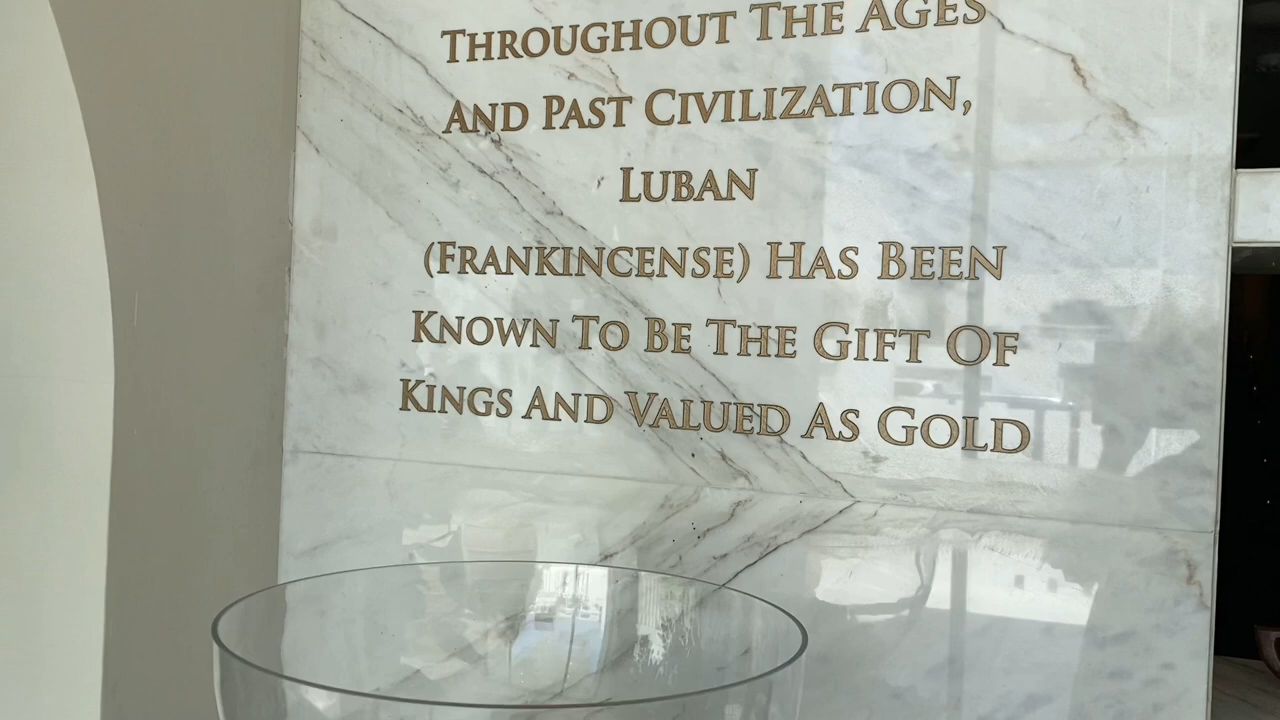 THROUGHOUT THE AGES
AND PAST CIVILIZATION,
LUBAN
(FRANKINCENSE) HAS BEEN
KNOWN TO BE THE GIFT OF
KINGS AND VALUED AS GOLD